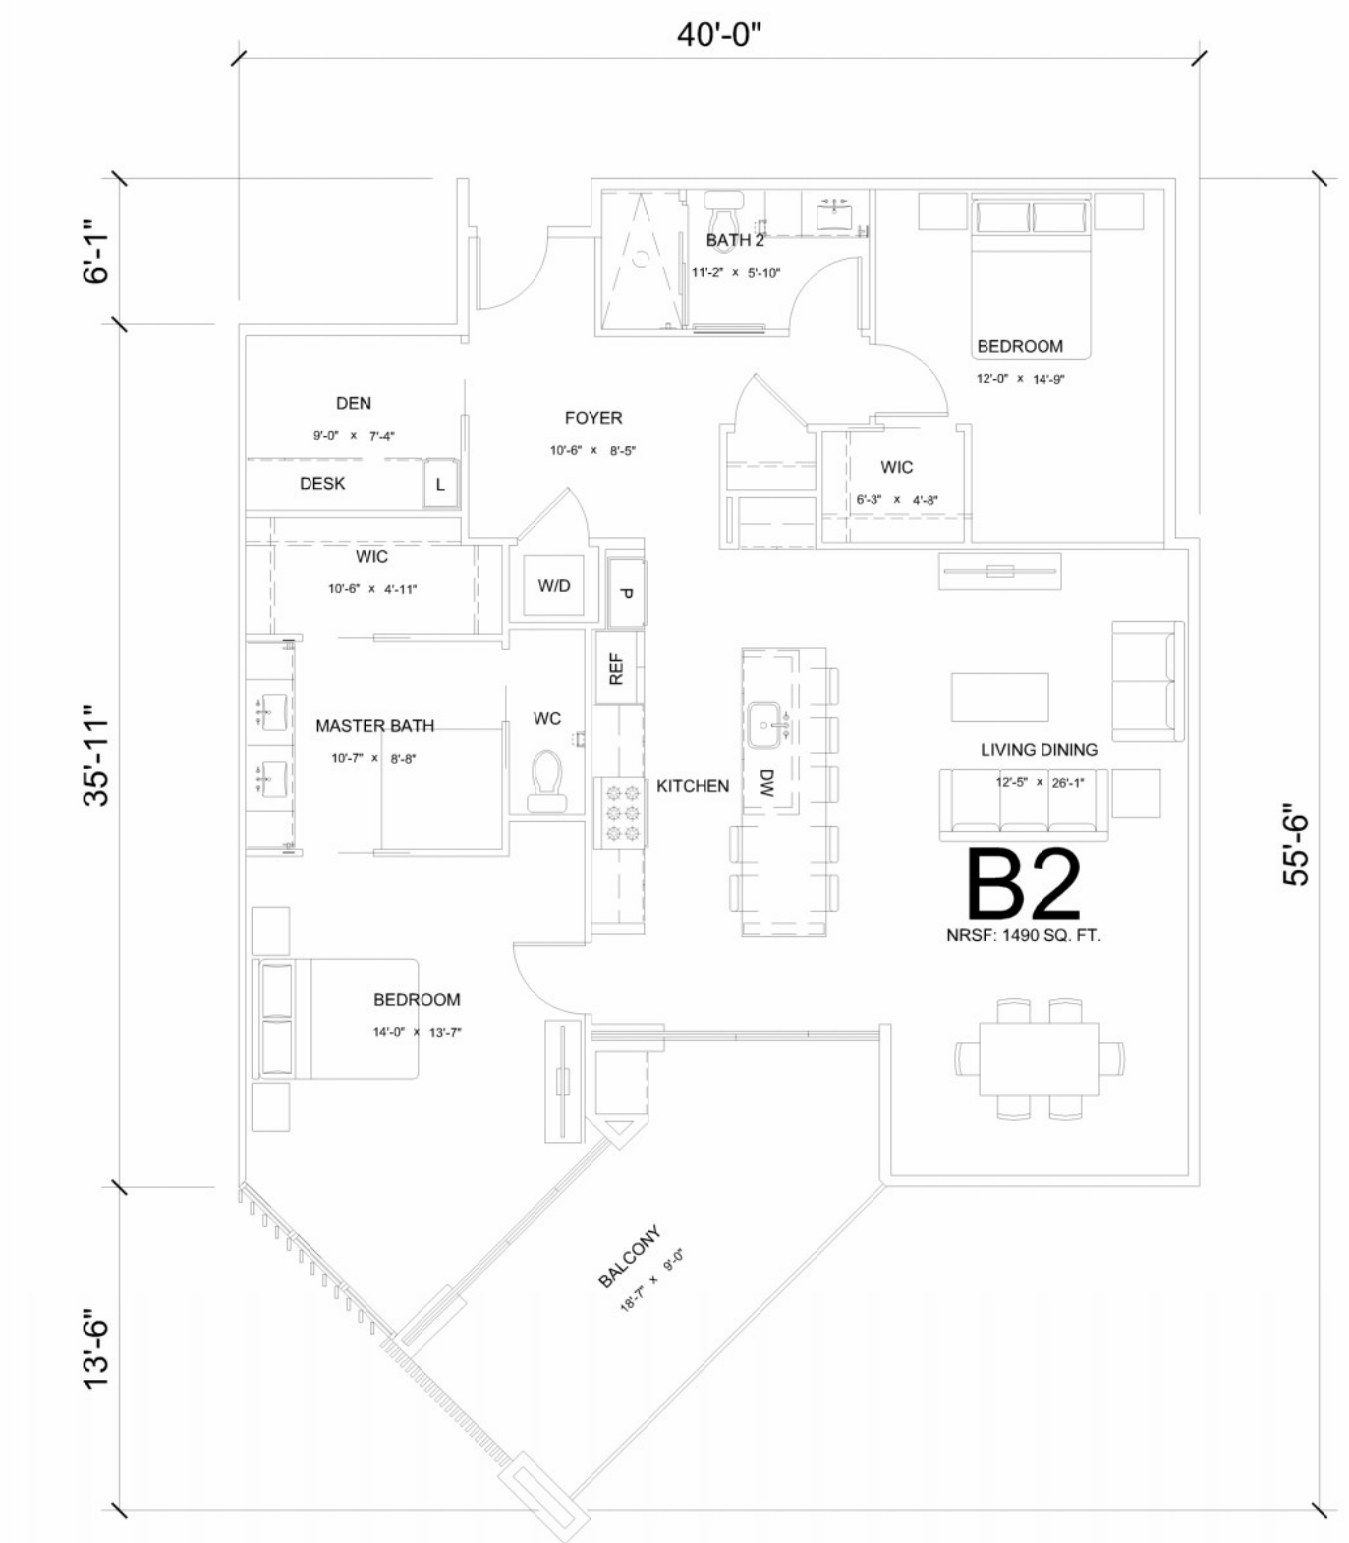 40'-0"
6'-1"
BATH 2
11'-2" x 5'-10"
BEDROOM
12'-0" x 14'-9"
DEN
9'-0" x 7'-4"
FOYER
10'-6" x 8'-5"
DESK
L
WIC
6'-3" x 4'-8"
WIC
10'-6" x 4'-11"
W/D
P
REF
35'-11"
MASTER BATH
10'-7" x 8'-8"
WC
KITCHEN
DW
LIVING DINING
12'-5" x 26'-1"
55'-6"
B2
NRSF: 1490 SQ. FT.
BEDROOM
14'-0" x 13'-7"
BALCONY
18'-7" x 9'-0"
13'-6"